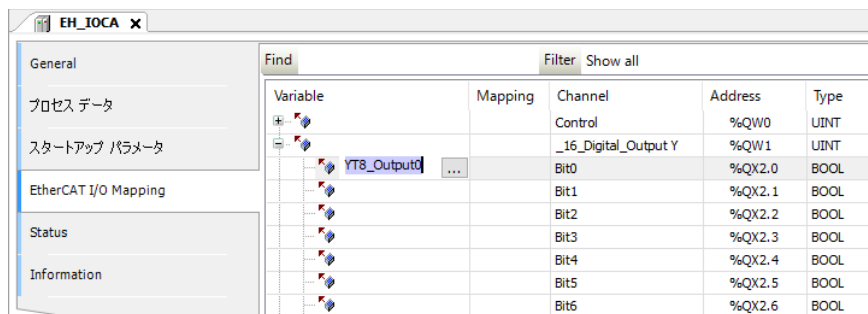 EH_IOCA X
General
プロセス データ
スタートアップ パラメータ
EtherCAT I/O Mapping
Status
Information
Find Filter Show all
Variable Mapping Channel Address Type
Control %QW0 UINT
_16_Digital_Output Y %QW1 UINT
YT8_Output0 ... Bit0 %QX2.0 BOOL
Bit1 %QX2.1 BOOL
Bit2 %QX2.2 BOOL
Bit3 %QX2.3 BOOL
Bit4 %QX2.4 BOOL
Bit5 %QX2.5 BOOL
Bit6 %QX2.6 BOOL